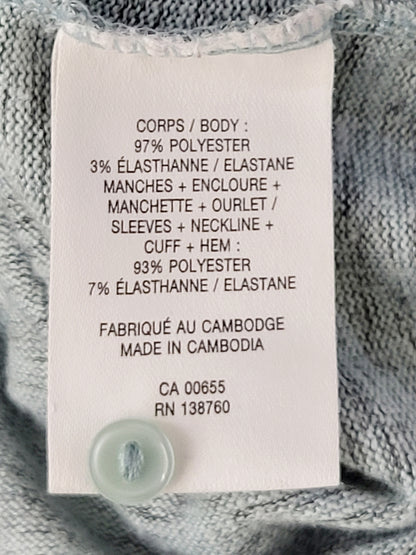 CORPS / BODY :
97% POLYESTER
3% ÉLASTHANNE / ELASTANE
MANCHES + ENCLOURE +
MANCHETTE + OURLET /
SLEEVES + NECKLINE +
CUFF + HEM :
93% POLYESTER
7% ÉLASTHANNE / ELASTANE
FABRIQUÉ AU CAMBODGE
MADE IN CAMBODIA
CA 00655
RN 138760